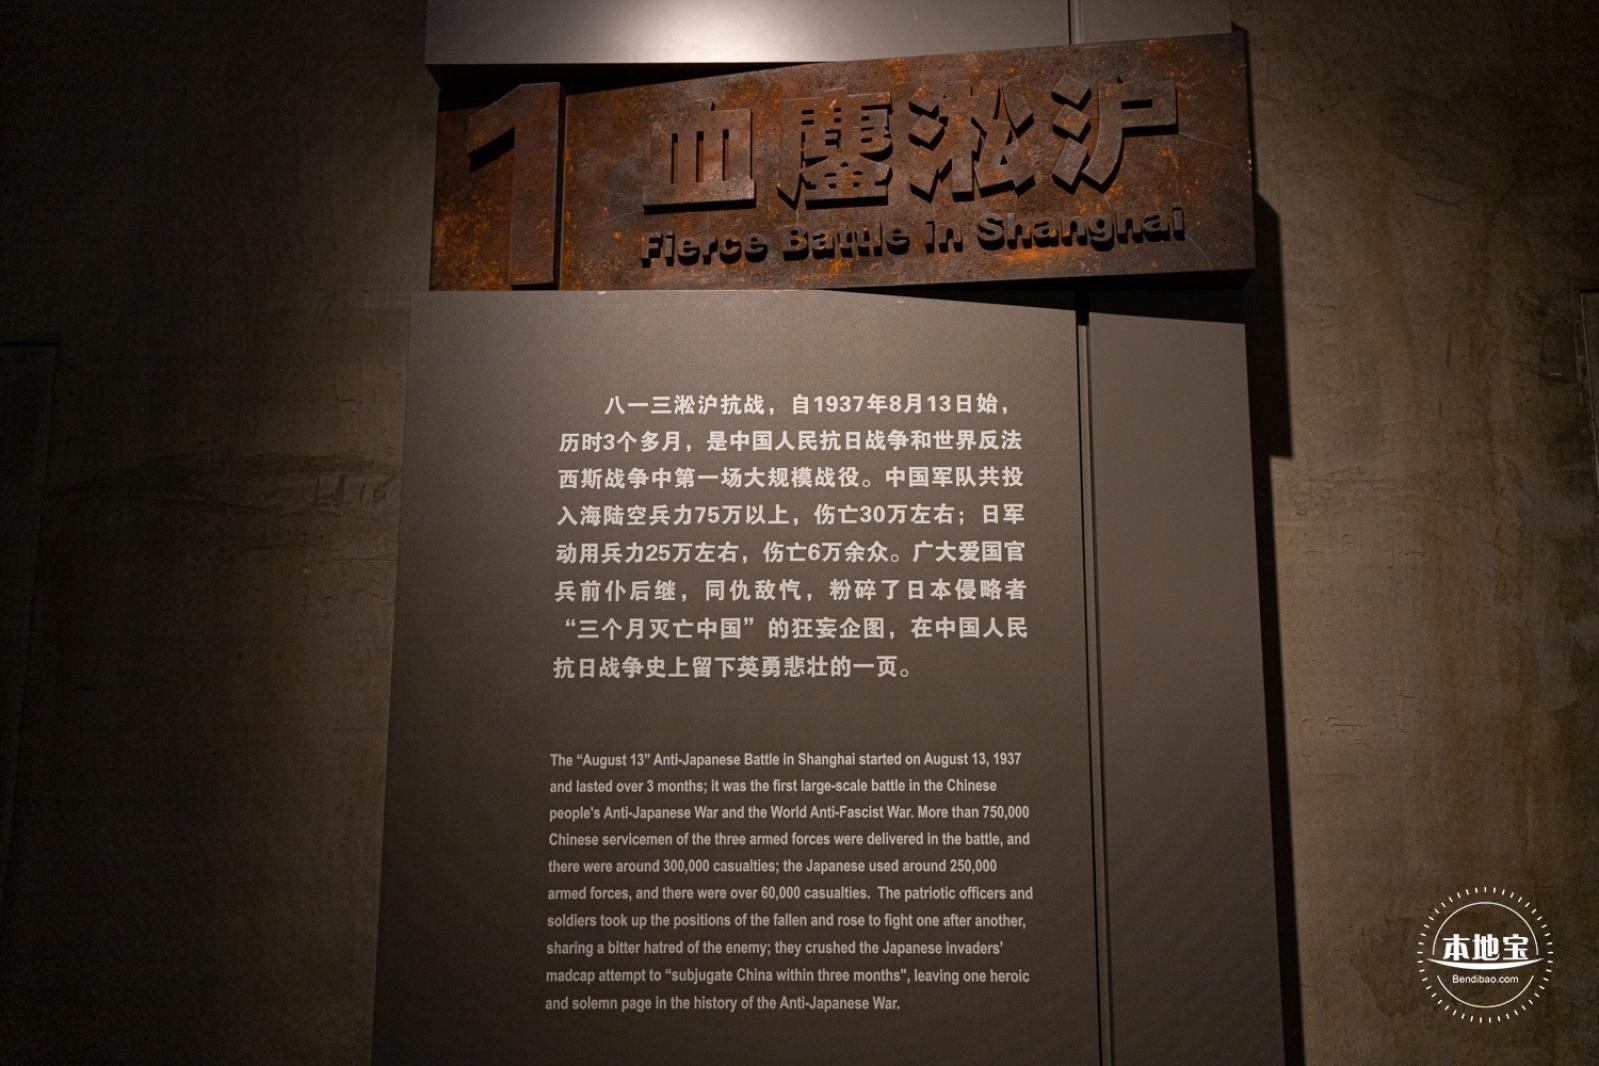 1
血鏖淞沪
Fierce Battle in Shanghai
八一三淞沪抗战，自1937年8月13日始，
历时3个多月，是中国人民抗日战争和世界反法
西斯战争中第一场大规模战役。中国军队共投
入海陆空兵力75万以上，伤亡30万左右；日军
动用兵力25万左右，伤亡6万余众。广大爱国官
兵前仆后继，同仇敌忾，粉碎了日本侵略者
“三个月灭亡中国”的狂妄企图，在中国人民
抗日战争史上留下英勇悲壮的一页。
The “August 13” Anti-Japanese Battle in Shanghai started on August 13, 1937
and lasted over 3 months; it was the first large-scale battle in the Chinese
people's Anti-Japanese War and the World Anti-Fascist War. More than 750,000
Chinese servicemen of the three armed forces were delivered in the battle, and
there were around 300,000 casualties; the Japanese used around 250,000
armed forces, and there were over 60,000 casualties. The patriotic officers and
soldiers took up the positions of the fallen and rose to fight one after another,
sharing a bitter hatred of the enemy; they crushed the Japanese invaders’
madcap attempt to “subjugate China within three months", leaving one heroic
and solemn page in the history of the Anti-Japanese War.
本地宝
Bendibao.com